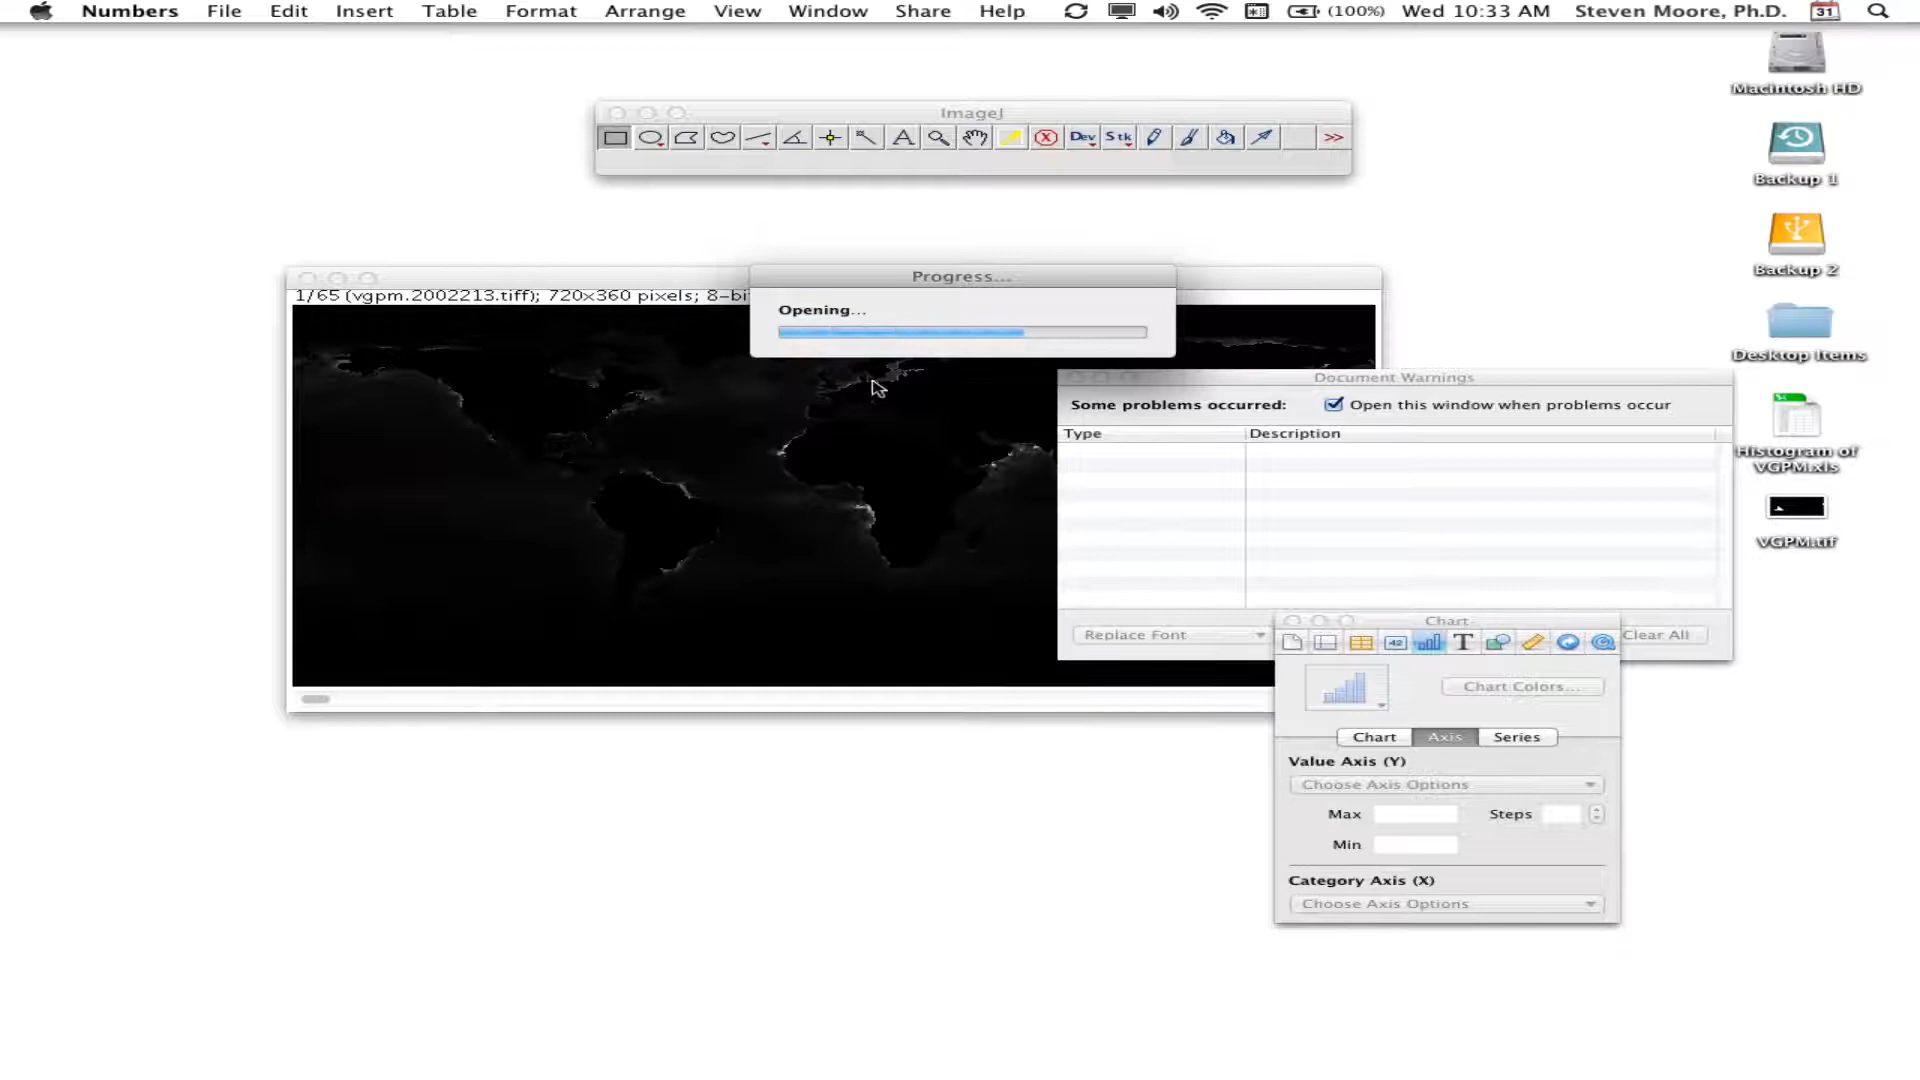 Numbers File Edit Insert Table Format Arrange View Window Share Help (100%) Wed 10:33 AM Steven Moore, Ph.D. 31
Macintosh HD
ImageJ
A Dev Stk >>
Backup 1
Backup 2
Progress...
1/65 (vgpm.2002213.tiff); 720x360 pixels; 8-bi
Opening...
Desktop Items
Document Warnings
Some problems occurred: Open this window when problems occur
Type Description
Histogram of
VGPM.xls
VGPM.tif
Chart
Replace Font Clear All
42 T
Chart Colors...
Chart Axis Series
Value Axis (Y)
Choose Axis Options
Max Steps
Min
Category Axis (X)
Choose Axis Options